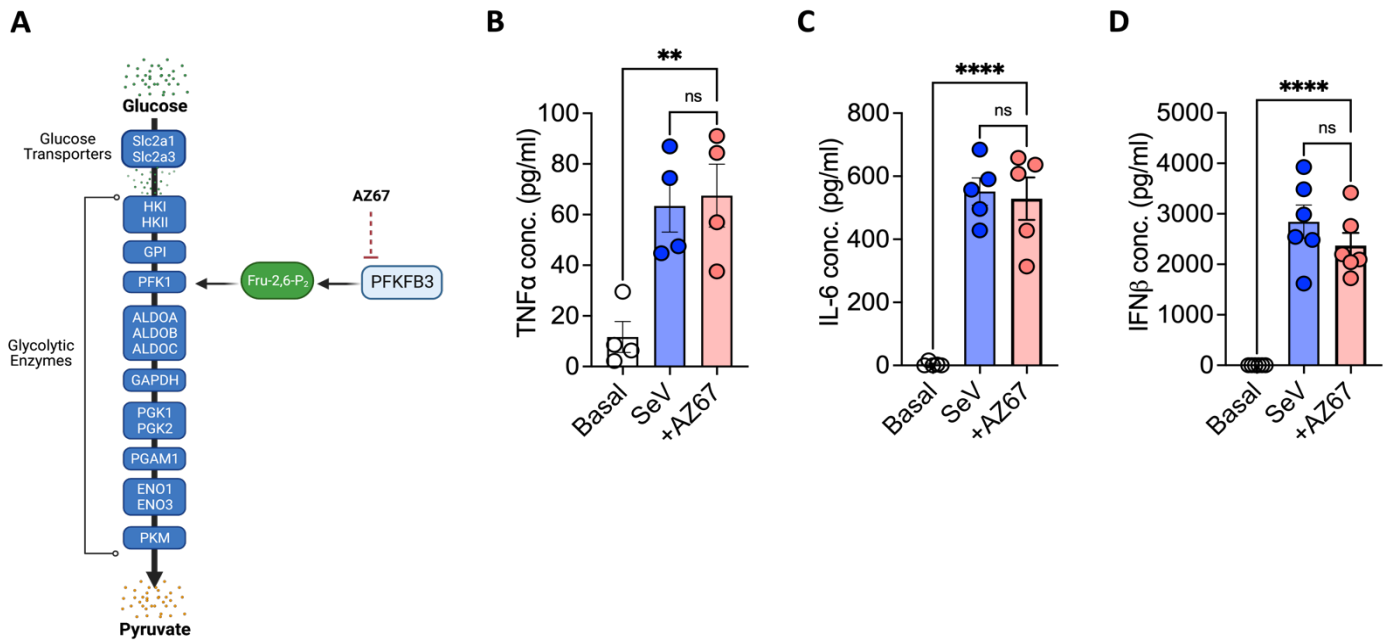 A
Glucose
Glucose
Transporters
Slc2a1
Slc2a3
HKI
HKII
GPI
PFK1
ALDOA
ALDOB
ALDOC
GAPDH
PGK1
PGK2
PGAM1
ENO1
ENO3
PKM
Glycolytic
Enzymes
Pyruvate
AZ67
Fru-2,6-P₂
PFKFB3
B
**
ns
TNFα conc. (pg/ml)
100
80
60
40
20
0
Basal
SeV
+AZ67
C
****
ns
IL-6 conc. (pg/ml)
800
600
400
200
0
Basal
SeV
+AZ67
D
****
ns
IFNβ conc. (pg/ml)
5000
4000
3000
2000
1000
0
Basal
SeV
+AZ67